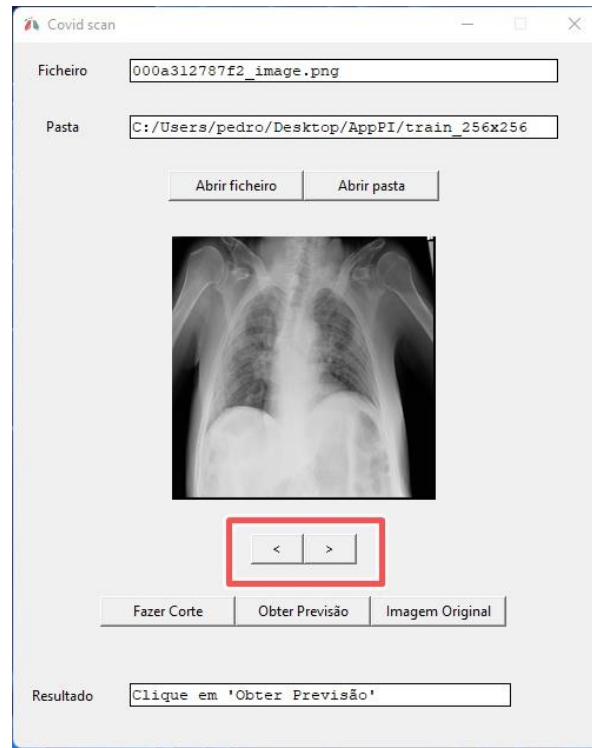 Covid scan
Ficheiro 000a312787f2_image.png
Pasta C:/Users/pedro/Desktop/AppPI/train_256x256
Abrir ficheiro Abrir pasta
< >
Fazer Corte Obter Previsão Imagem Original
Resultado Clique em 'Obter Previsão'